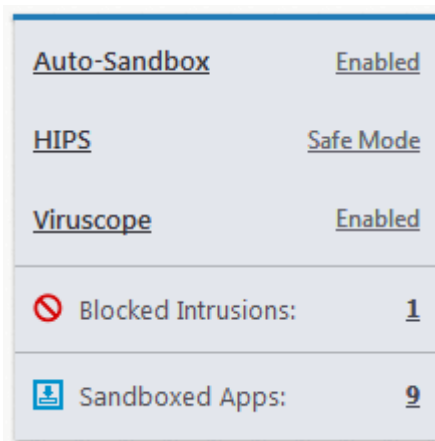 Auto-Sandbox Enabled
HIPS Safe Mode
Viruscope Enabled
Blocked Intrusions: 1
Sandboxed Apps: 9